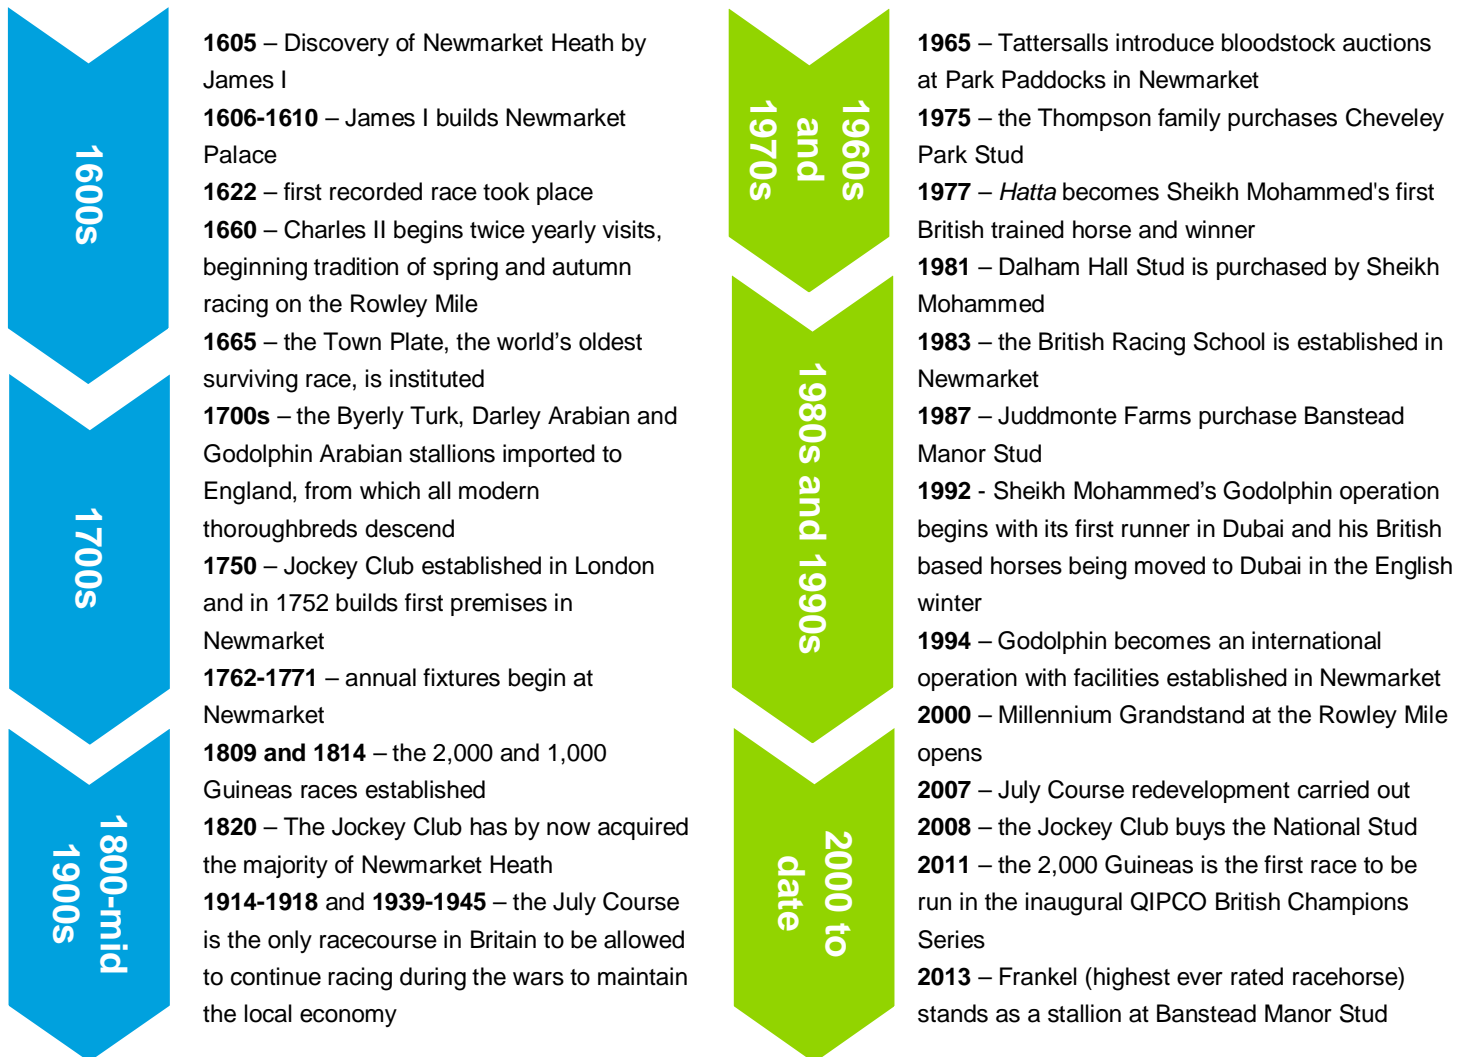 1600s
1605 – Discovery of Newmarket Heath by
James I
1606-1610 – James I builds Newmarket
Palace
1622 – first recorded race took place
1660 – Charles II begins twice yearly visits,
beginning tradition of spring and autumn
racing on the Rowley Mile
1665 – the Town Plate, the world’s oldest
surviving race, is instituted
1700s
1700s – the Byerly Turk, Darley Arabian and
Godolphin Arabian stallions imported to
England, from which all modern
thoroughbreds descend
1750 – Jockey Club established in London
and in 1752 builds first premises in
Newmarket
1762-1771 – annual fixtures begin at
Newmarket
1800-mid
1900s
1809 and 1814 – the 2,000 and 1,000
Guineas races established
1820 – The Jockey Club has by now acquired
the majority of Newmarket Heath
1914-1918 and 1939-1945 – the July Course
is the only racecourse in Britain to be allowed
to continue racing during the wars to maintain
the local economy
1960s
and
1970s
1965 – Tattersalls introduce bloodstock auctions
at Park Paddocks in Newmarket
1975 – the Thompson family purchases Cheveley
Park Stud
1977 – Hatta becomes Sheikh Mohammed's first
British trained horse and winner
1980s and 1990s
1981 – Dalham Hall Stud is purchased by Sheikh
Mohammed
1983 – the British Racing School is established in
Newmarket
1987 – Juddmonte Farms purchase Banstead
Manor Stud
1992 - Sheikh Mohammed’s Godolphin operation
begins with its first runner in Dubai and his British
based horses being moved to Dubai in the English
winter
1994 – Godolphin becomes an international
operation with facilities established in Newmarket
2000 to
date
2000 – Millennium Grandstand at the Rowley Mile
opens
2007 – July Course redevelopment carried out
2008 – the Jockey Club buys the National Stud
2011 – the 2,000 Guineas is the first race to be
run in the inaugural QIPCO British Champions
Series
2013 – Frankel (highest ever rated racehorse)
stands as a stallion at Banstead Manor Stud